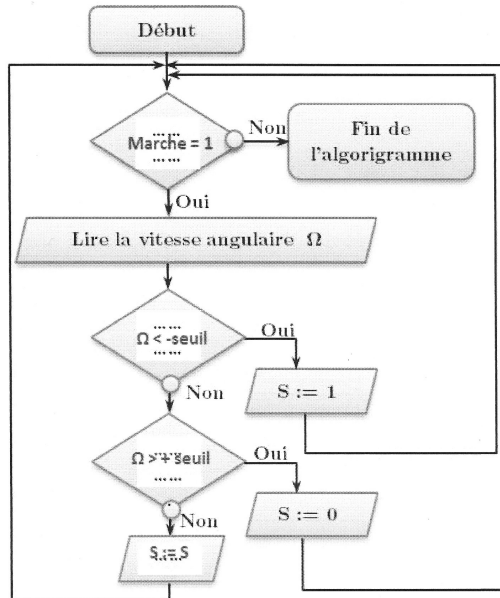 Début
Marche = 1
Non
Fin de
l'algorigramme
Oui
Lire la vitesse angulaire Ω
Ω < -seuil
Oui
S := 1
Non
Ω > + seuil
Oui
S := 0
Non
S := S